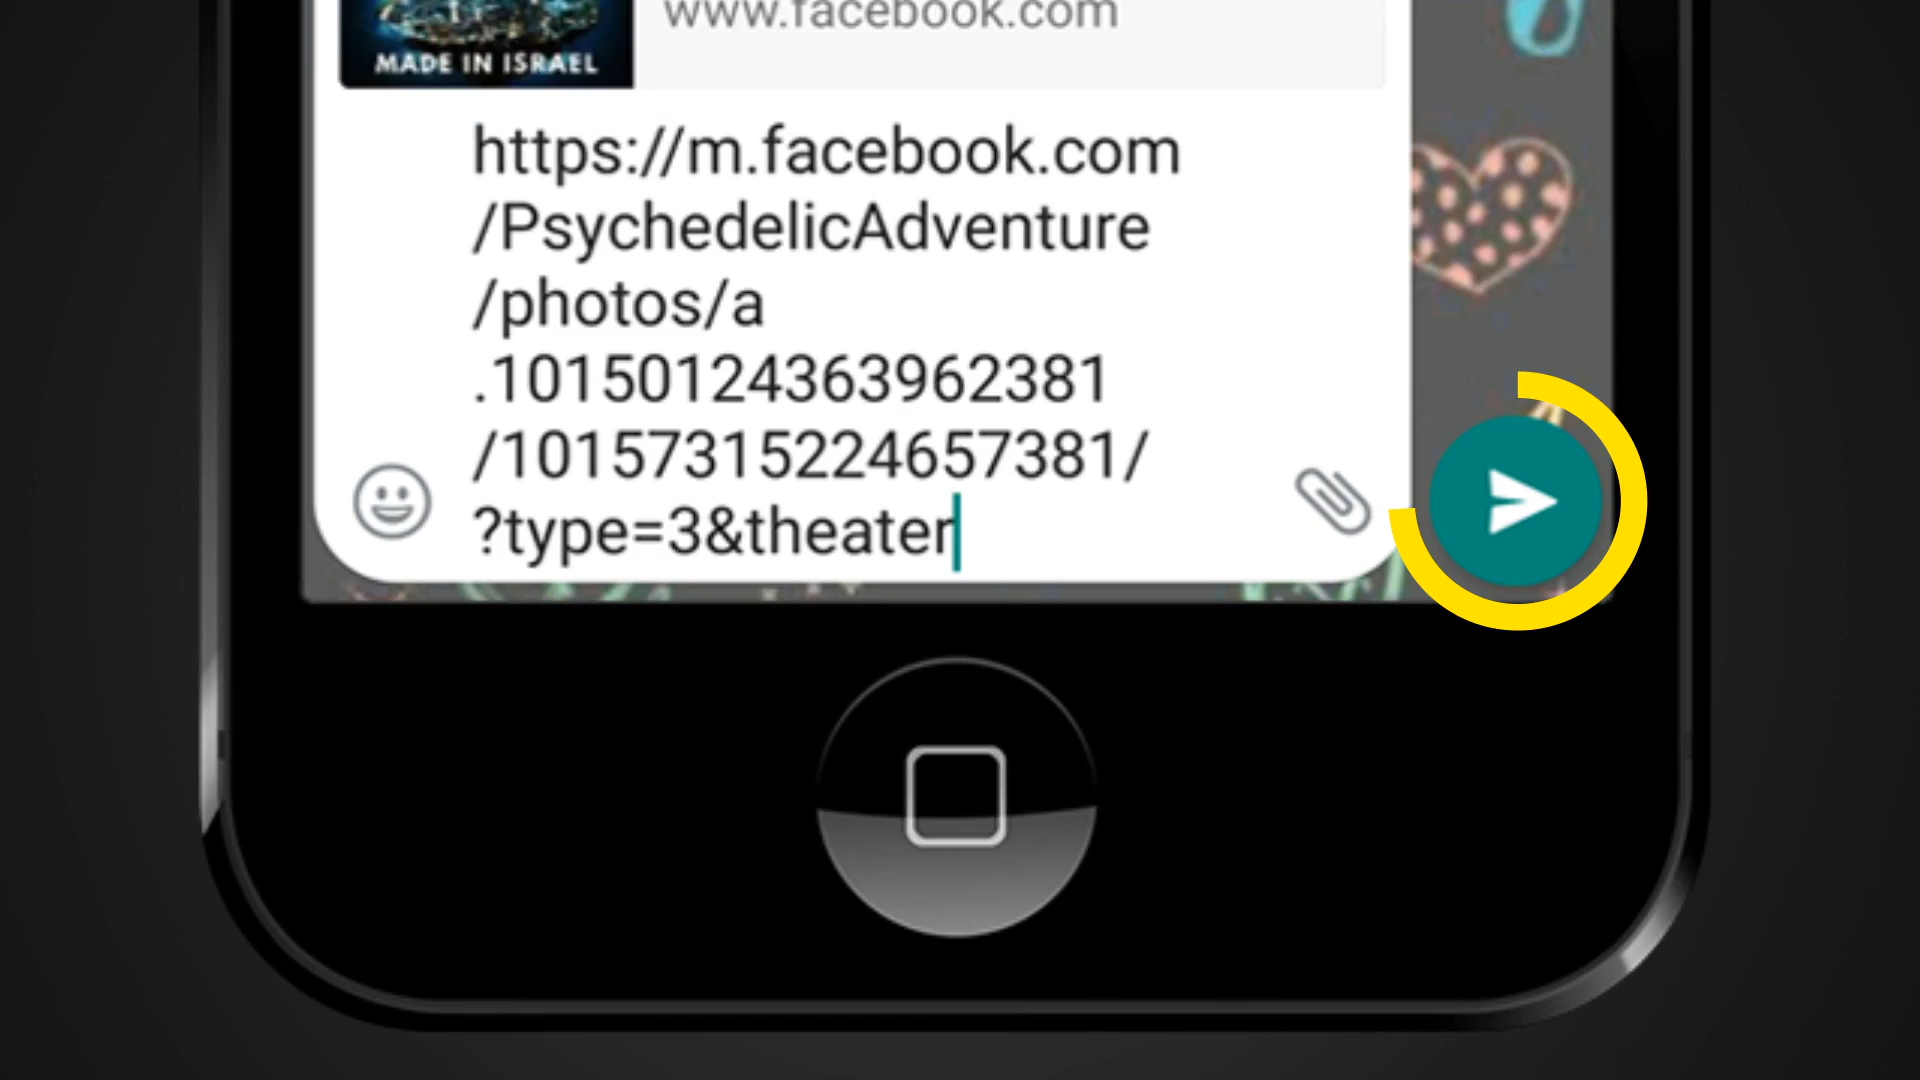 www.facebook.com
MADE IN ISRAEL
https://m.facebook.com
/PsychedelicAdventure
/photos/a
.10150124363962381
/10157315224657381/
?type=3&theater